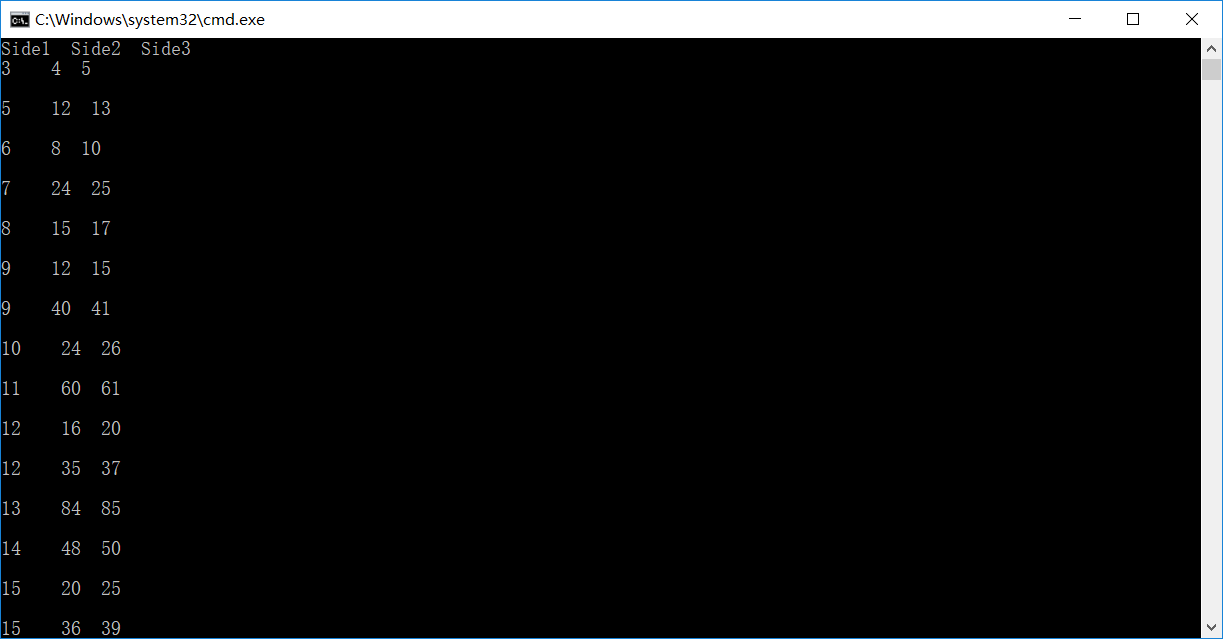 C:\Windows\system32\cmd.exe
Side1  Side2  Side3
3    4  5
5    12  13
6    8  10
7    24  25
8    15  17
9    12  15
9    40  41
10    24  26
11    60  61
12    16  20
12    35  37
13    84  85
14    48  50
15    20  25
15    36  39